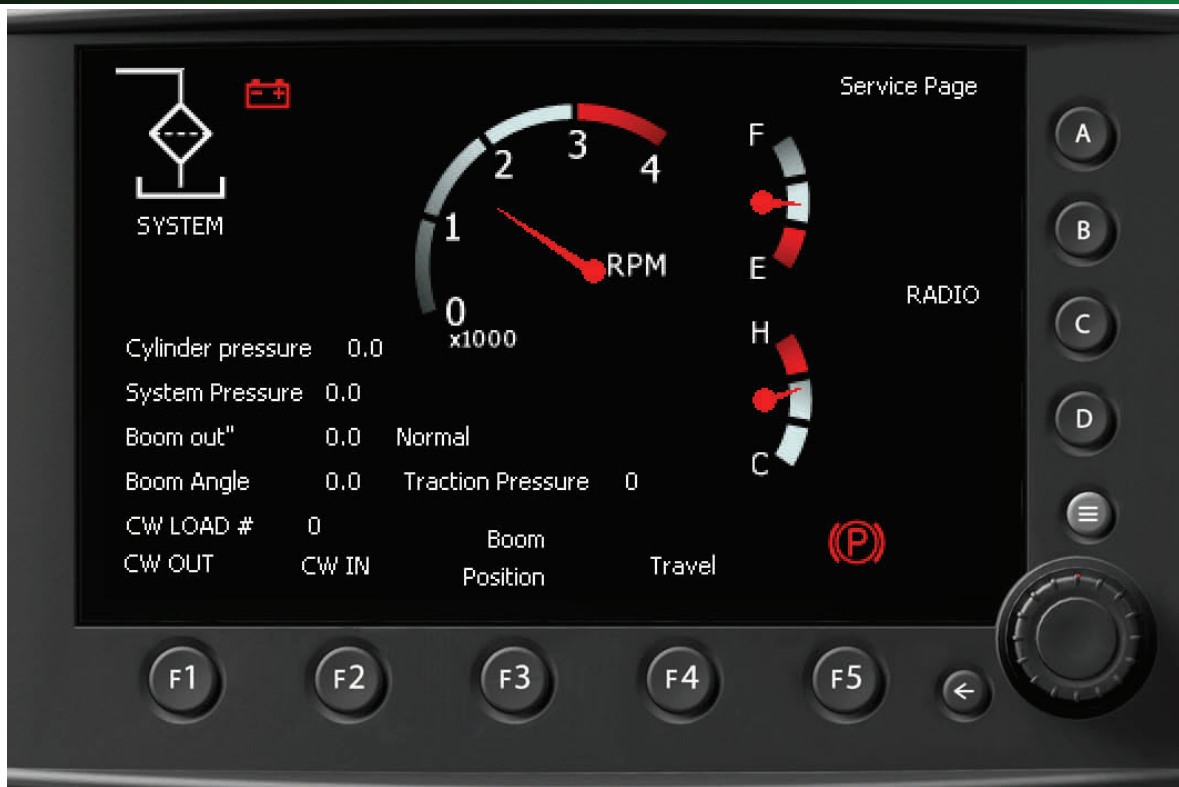 Service Page
SYSTEM
F
E
0
1
2
3
4
RPM
x1000
RADIO
H
C
Cylinder pressure 0.0
System Pressure 0.0
Boom out" 0.0 Normal
Boom Angle 0.0 Traction Pressure 0
CW LOAD # 0
CW OUT CW IN Boom Position Travel
(P)
A
B
C
D
F1 F2 F3 F4 F5